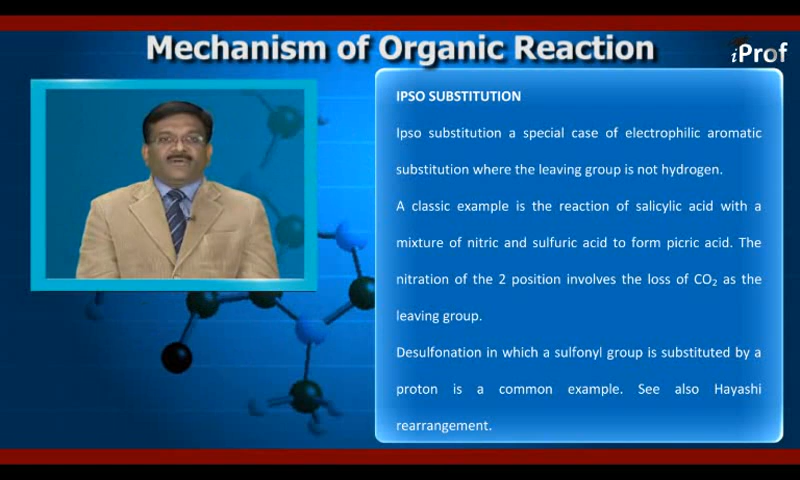 Mechanism of Organic Reaction
iProf
IPSO SUBSTITUTION
Ipso substitution a special case of electrophilic aromatic
substitution where the leaving group is not hydrogen.
A classic example is the reaction of salicylic acid with a
mixture of nitric and sulfuric acid to form picric acid. The
nitration of the 2 position involves the loss of CO₂ as the
leaving group.
Desulfonation in which a sulfonyl group is substituted by a
proton is a common example. See also Hayashi
rearrangement.